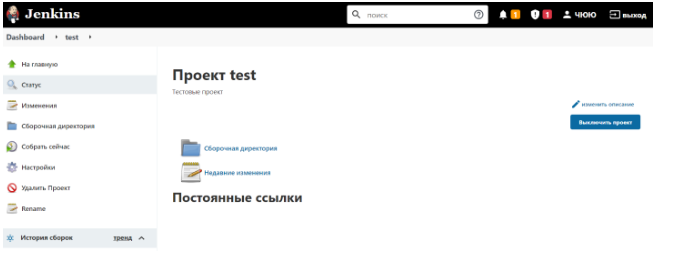 Jenkins
поиск
1
1
ЧЮЮ
выход
Dashboard
test
На главную
Статус
Изменения
Сборочная директория
Собрать сейчас
Настройки
Удалить Проект
Rename
История сборок
тренд
Проект test
Тестовые проект
изменить описание
Выключить проект
Сборочная директория
Недавние изменения
Постоянные ссылки